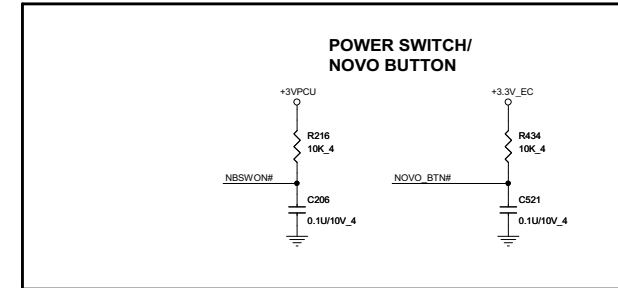 POWER SWITCH/
NOVO BUTTON
+3VPCU
R216
10K_4
NBSWON#
C206
0.1U/10V_4
+3.3V_EC
R434
10K_4
NOVO_BTN#
C521
0.1U/10V_4